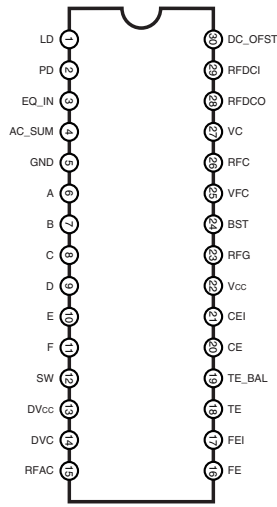 LD 1 30 DC_OFST
PD 2 29 RFDCI
EQ_IN 3 28 RFDCO
AC_SUM 4 27 VC
GND 5 26 RFC
A 6 25 VFC
B 7 24 BST
C 8 23 RFG
D 9 22 Vcc
E 10 21 CEI
F 11 20 CE
SW 12 19 TE_BAL
DVcc 13 18 TE
DVC 14 17 FEI
RFAC 15 16 FE